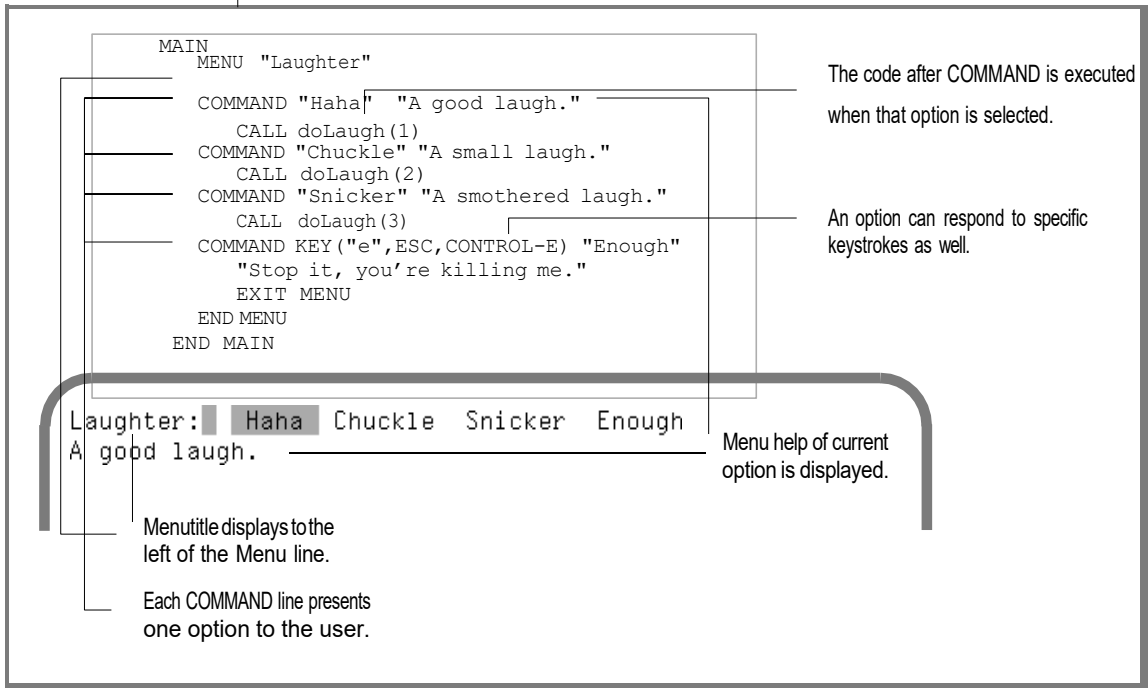 MAIN
MENU "Laughter"
COMMAND "Haha" "A good laugh."
CALL doLaugh(1)
COMMAND "Chuckle" "A small laugh."
CALL doLaugh(2)
COMMAND "Snicker" "A smothered laugh."
CALL doLaugh(3)
COMMAND KEY("e",ESC,CONTROL-E) "Enough"
"Stop it, you're killing me."
EXIT MENU
END MENU
END MAIN
The code after COMMAND is executed
when that option is selected.
An option can respond to specific
keystrokes as well.
Laughter: Haha Chuckle Snicker Enough
A good laugh.
Menu help of current
option is displayed.
Menutitle displays to the
left of the Menu line.
Each COMMAND line presents
one option to the user.